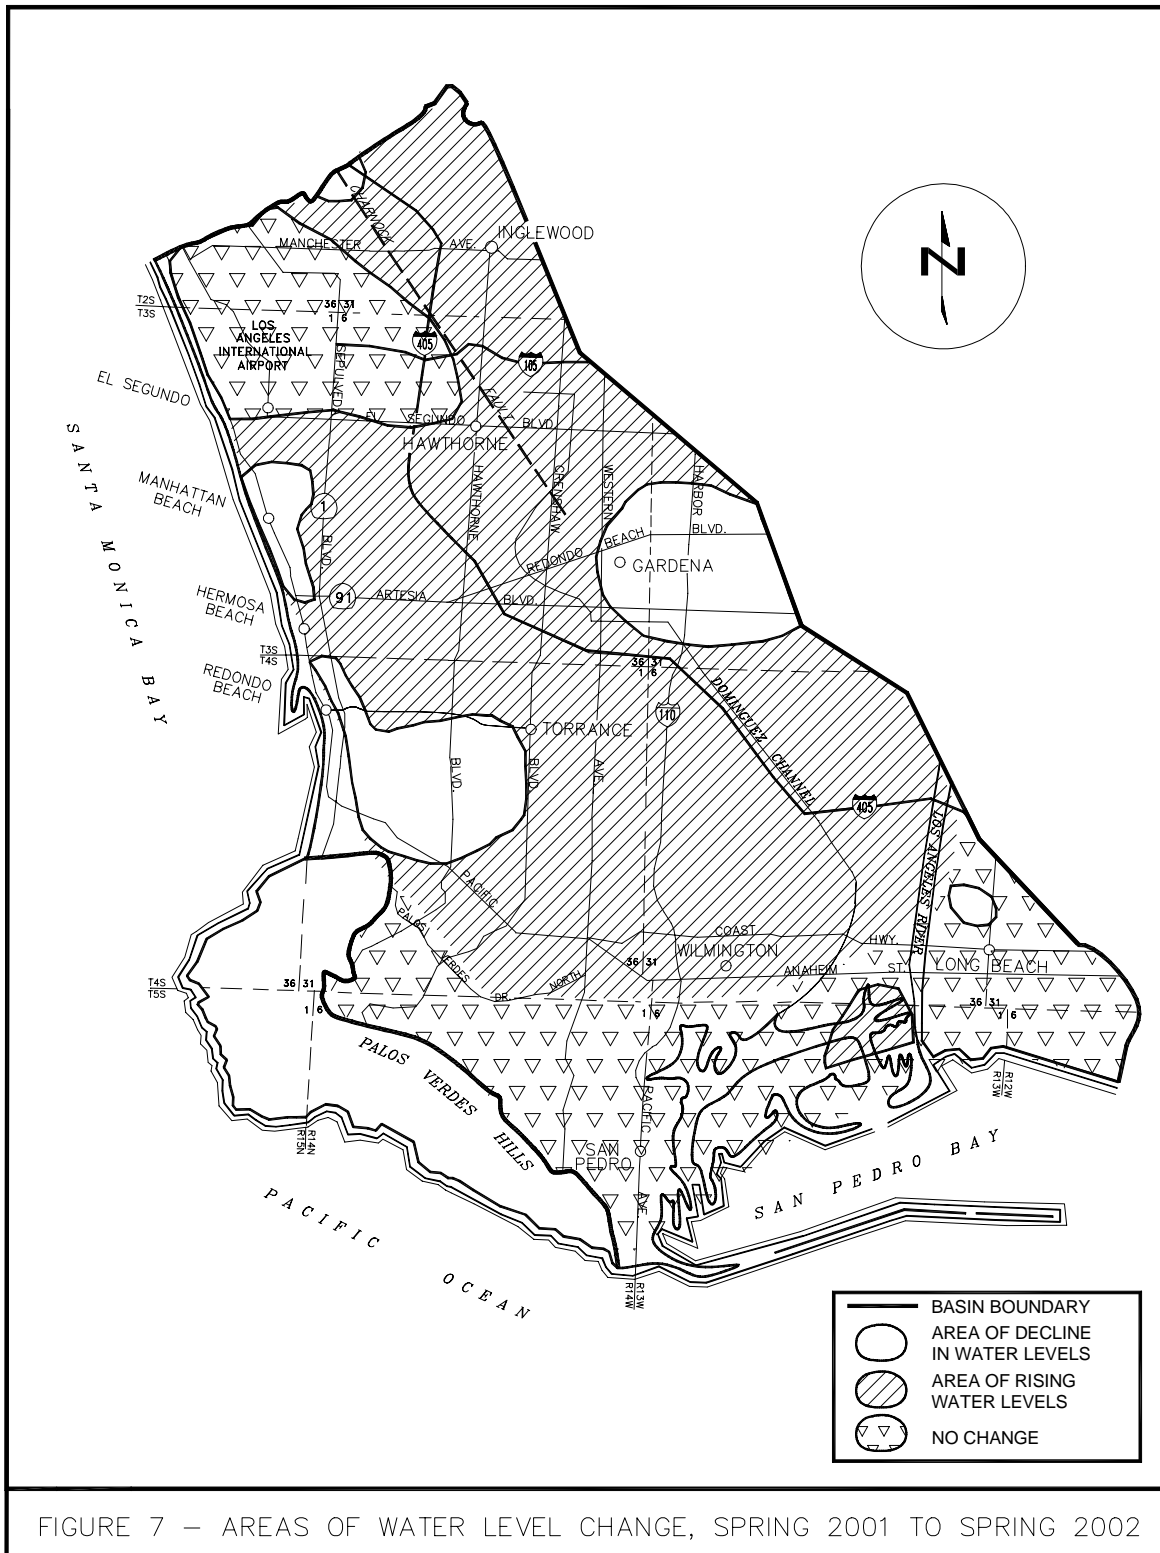 N
CHARNOCK
INGLEWOOD
MANCHESTER
AVE.
T2S
T3S
36 31
1 6
LOS
ANGELES
INTERNATIONAL
AIRPORT
405
105
SEPULVEDA
EL SEGUNDO
EL SEGUNDO
BLVD.
FAULT
HAWTHORNE
SANTA MONICA BAY
MANHATTAN
BEACH
1
BLVD.
HAWTHORNE
CRENSHAW
WESTERN
HARBOR
REDONDO
BEACH
BLVD.
GARDENA
HERMOSA
BEACH
91
ARTESIA
BLVD.
T3S
T4S
36 31
1 6
REDONDO
BEACH
TORRANCE
110
DOMINGUEZ
CHANNEL
BLVD.
BLVD.
AVE.
405
LOS ANGELES RIVER
PACIFIC
COAST
HWY.
PALOS
VERDES
DR.
NORTH
WILMINGTON
36 31
1 6
ANAHEIM
ST.
LONG BEACH
T4S
T5S
36 31
1 6
36 31
1 6
PALOS VERDES HILLS
R12W
R13W
PACIFIC
AVE.
SAN
PEDRO
R14N
R15N
SAN PEDRO BAY
PACIFIC OCEAN
R13W
R14W
BASIN BOUNDARY
AREA OF DECLINE
IN WATER LEVELS
AREA OF RISING
WATER LEVELS
NO CHANGE
FIGURE 7 – AREAS OF WATER LEVEL CHANGE, SPRING 2001 TO SPRING 2002